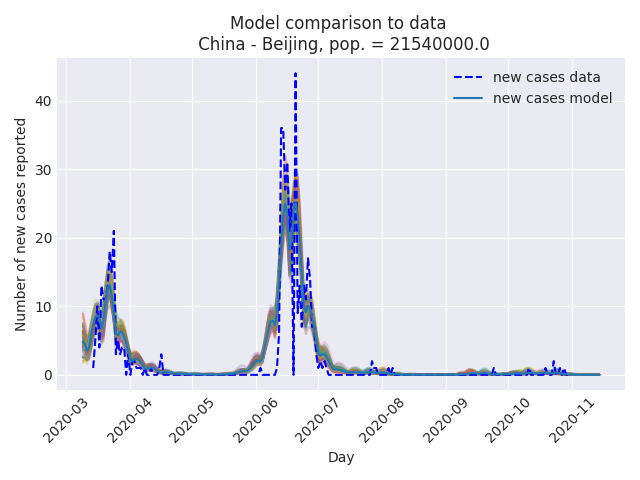 Model comparison to data
China - Beijing, pop. = 21540000.0
new cases data
new cases model
Number of new cases reported
40
30
20
10
0
2020-03
2020-04
2020-05
2020-06
2020-07
2020-08
2020-09
2020-10
2020-11
Day